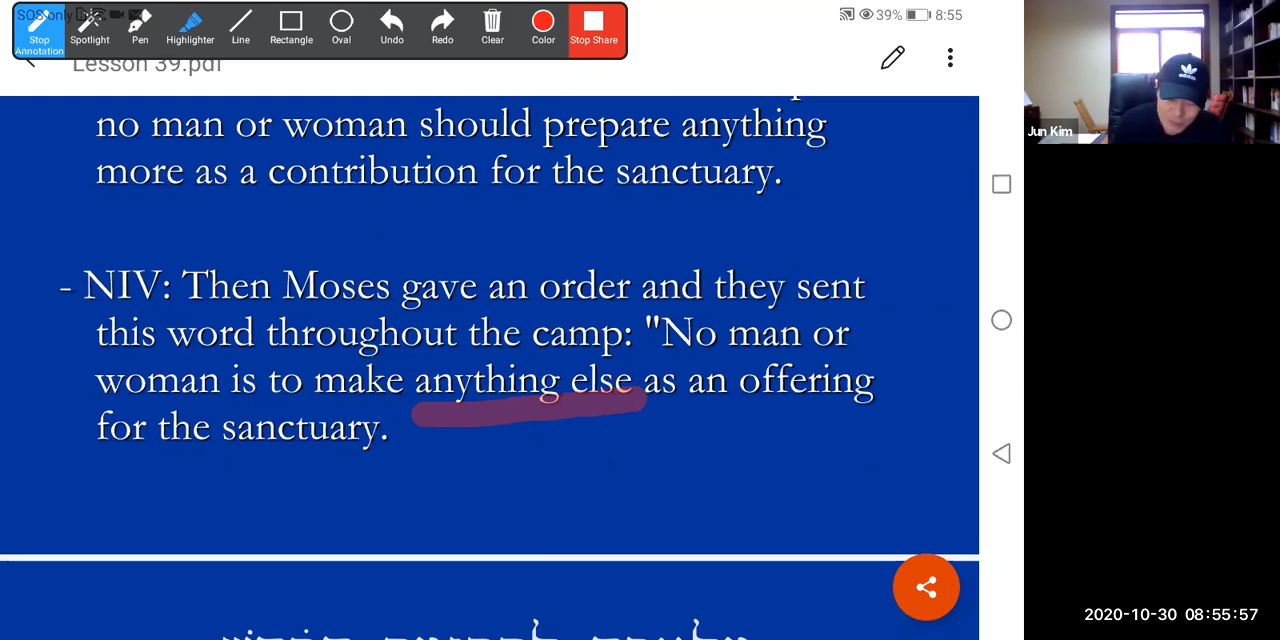 SOS only
Stop Annotation
Spotlight
Pen
Highlighter
Line
Rectangle
Oval
Undo
Redo
Clear
Color
Stop Share
39% 8:55
Lesson 39.pdf
adidas
Jun Kim
no man or woman should prepare anything
more as a contribution for the sanctuary.
- NIV: Then Moses gave an order and they sent
this word throughout the camp: "No man or
woman is to make anything else as an offering
for the sanctuary.
2020-10-30 08:55:57